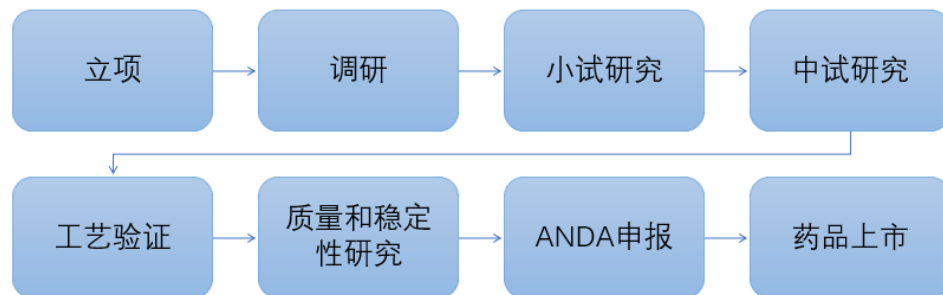 立项
调研
小试研究
中试研究
工艺验证
质量和稳定
性研究
ANDA申报
药品上市